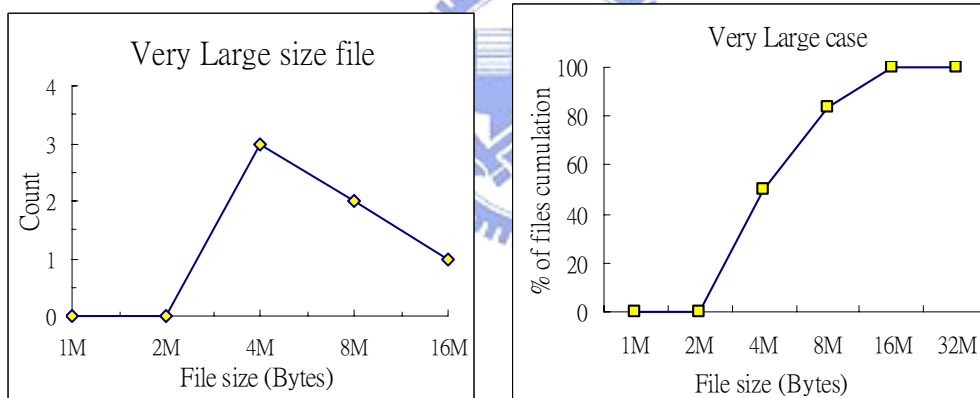 Very Large size file
4
3
2
1
0
Count
1M 2M 4M 8M 16M
File size (Bytes)
Very Large case
100
80
60
40
20
0
% of files cumulation
1M 2M 4M 8M 16M 32M
File size (Bytes)